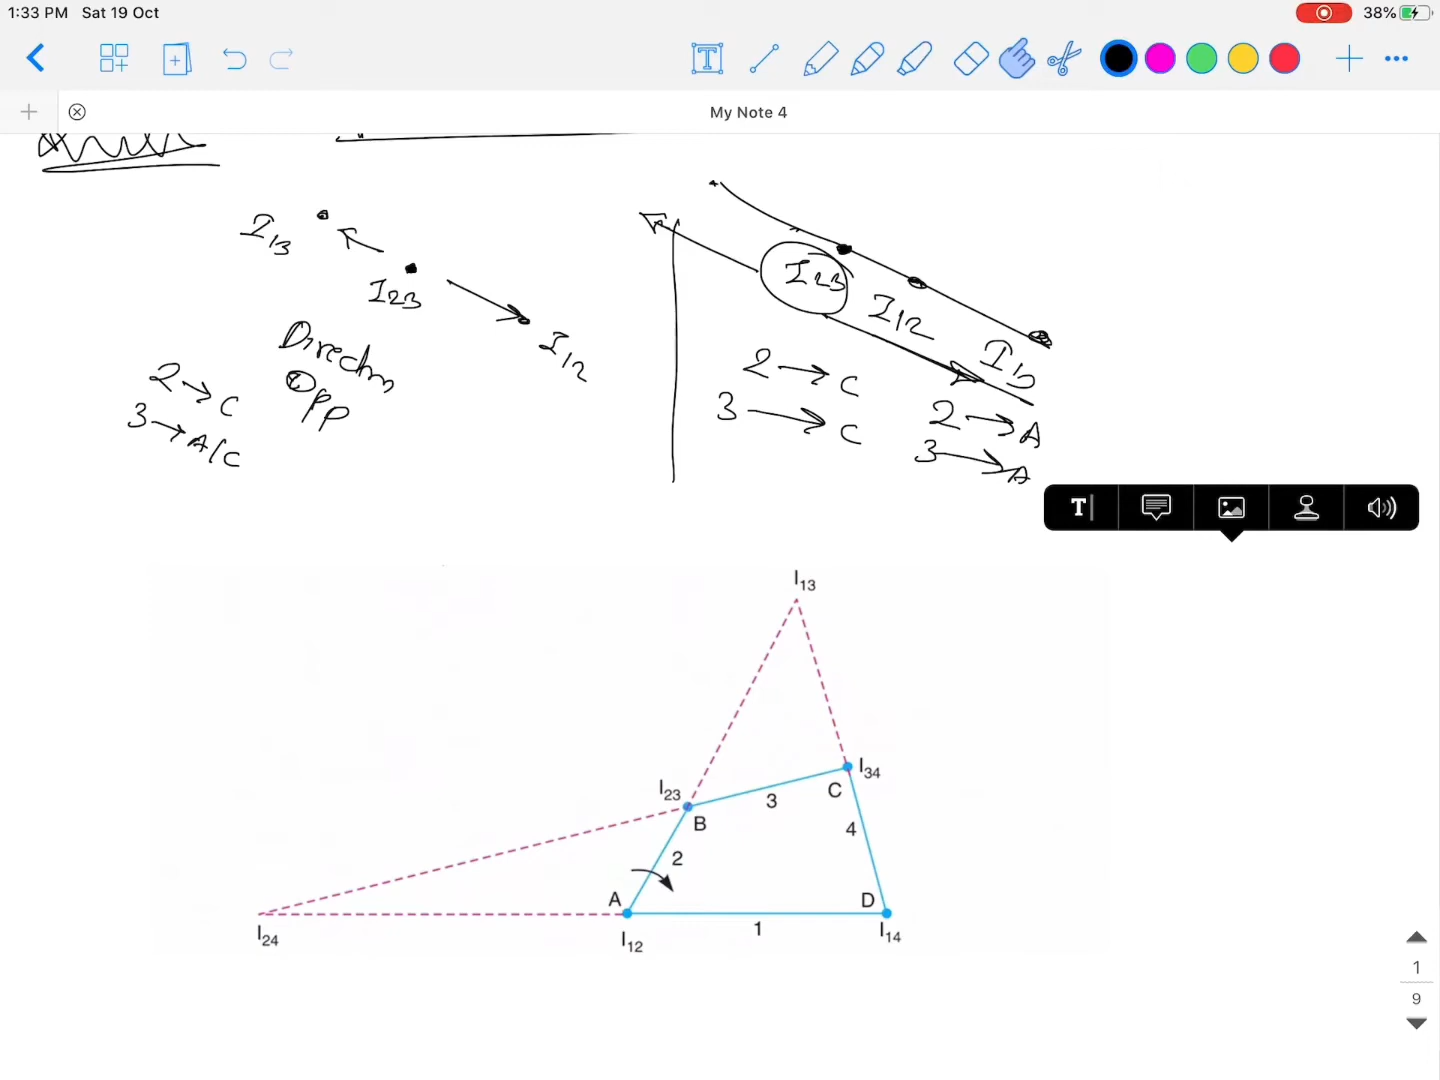 1:33 PM Sat 19 Oct
38%
T
My Note 4
I13
I23
I12
Direction
Opp
2 → C
3 → A/C
I23
I12
I13
2 → C
3 → C
2 → A
3 → A
T
I13
I34
I23
C
3
B
4
2
A
D
I24
I12
1
I14
1
9